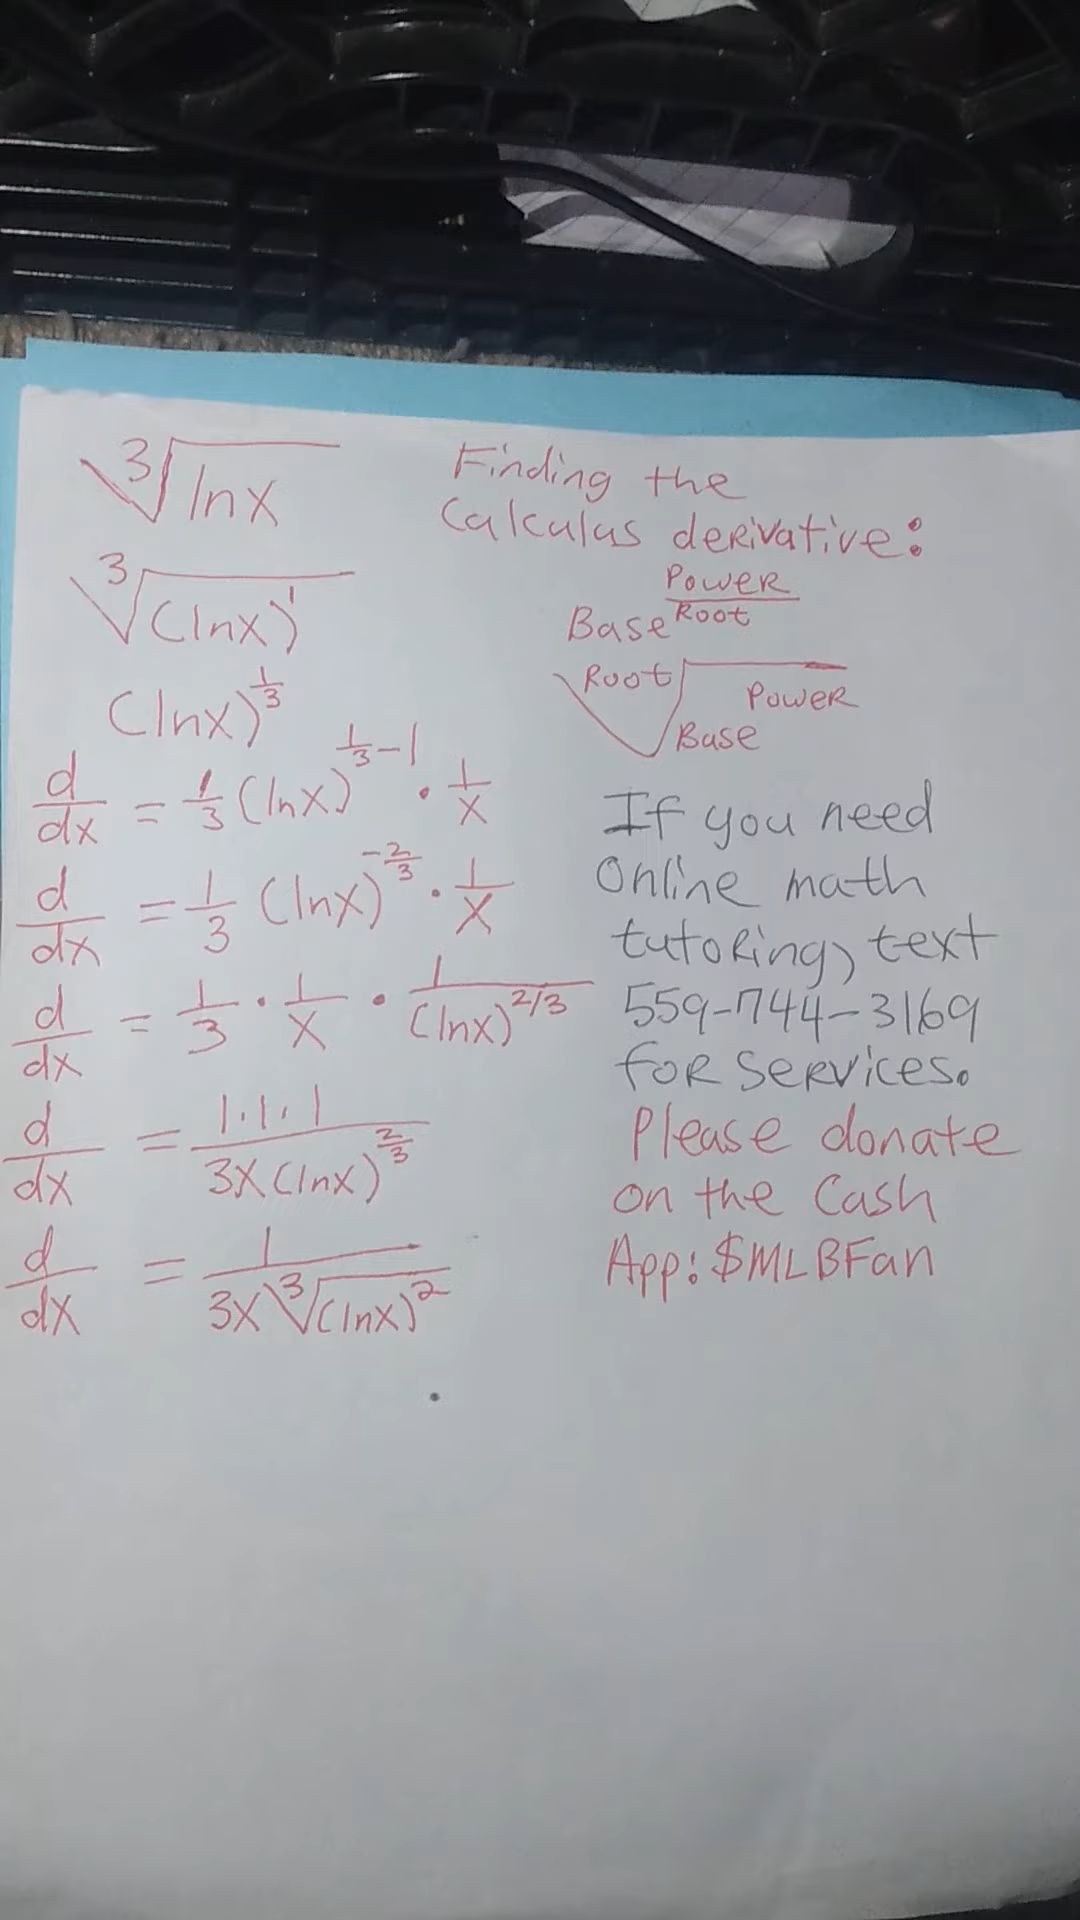 ∛lnx
∛(lnx)^1
(lnx)^1/3
d/dx = 1/3 (lnx)^(1/3 - 1) · 1/x
d/dx = 1/3 (lnx)^(-2/3) · 1/x
d/dx = 1/3 · 1/x · 1/(lnx)^2/3
d/dx = 1·1·1/3x(lnx)^2/3
d/dx = 1/3x∛(lnx)^2
Finding the
Calculus derivative:
Base Power/Root
Root
Power
Base
If you need
Online math
tutoring, text
559-744-3169
for services.
Please donate
on the Cash
App: $MLBFan